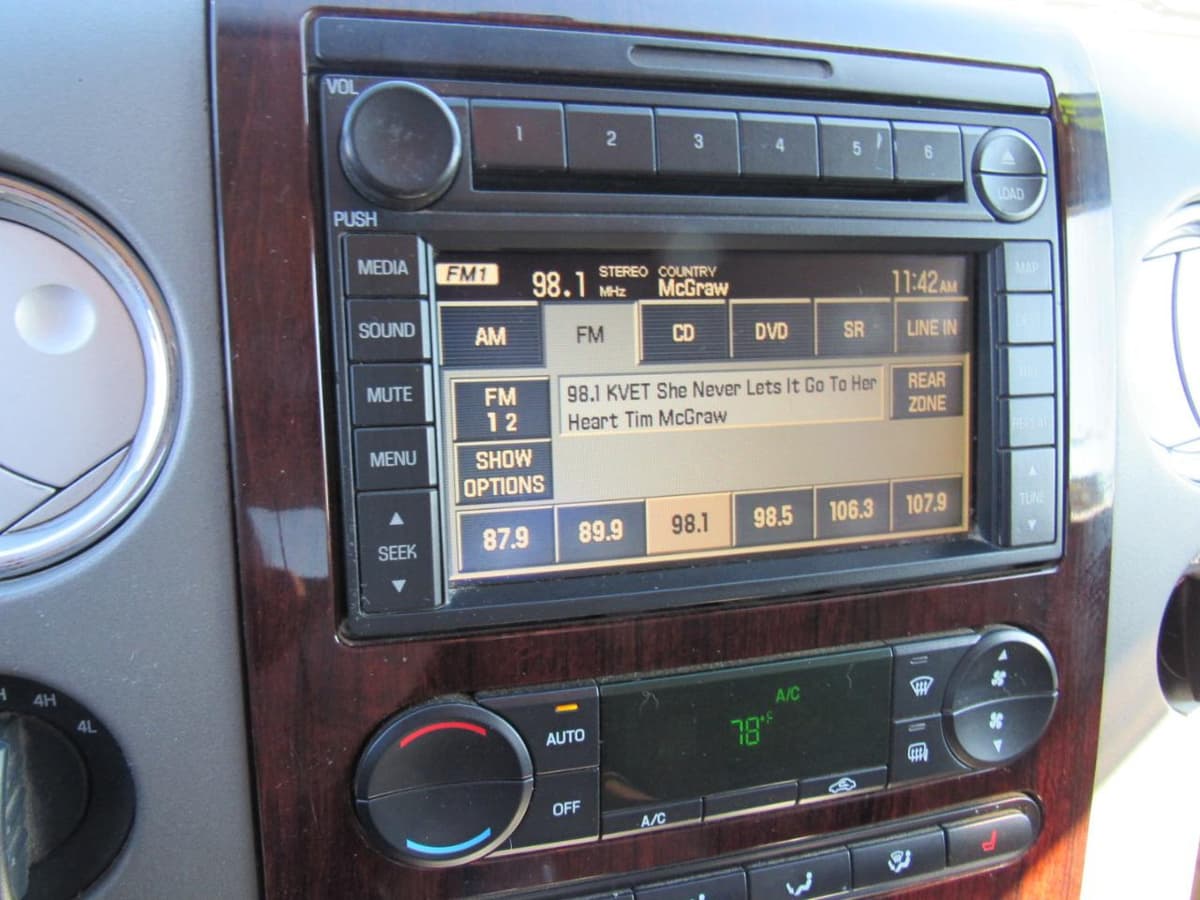 VOL
1 2 3 4 5 6
LOAD
PUSH
MEDIA
SOUND
MUTE
MENU
SEEK
FM1 98.1 MHz STEREO COUNTRY McGraw 11:42 AM
AM FM CD DVD SR LINE IN
FM
1 2
98.1 KVET She Never Lets It Go To Her
Heart Tim McGraw
REAR
ZONE
SHOW
OPTIONS
87.9 89.9 98.1 98.5 106.3 107.9
MAP
TUNE
4H
4L
AUTO
OFF
A/C
78°F
A/C